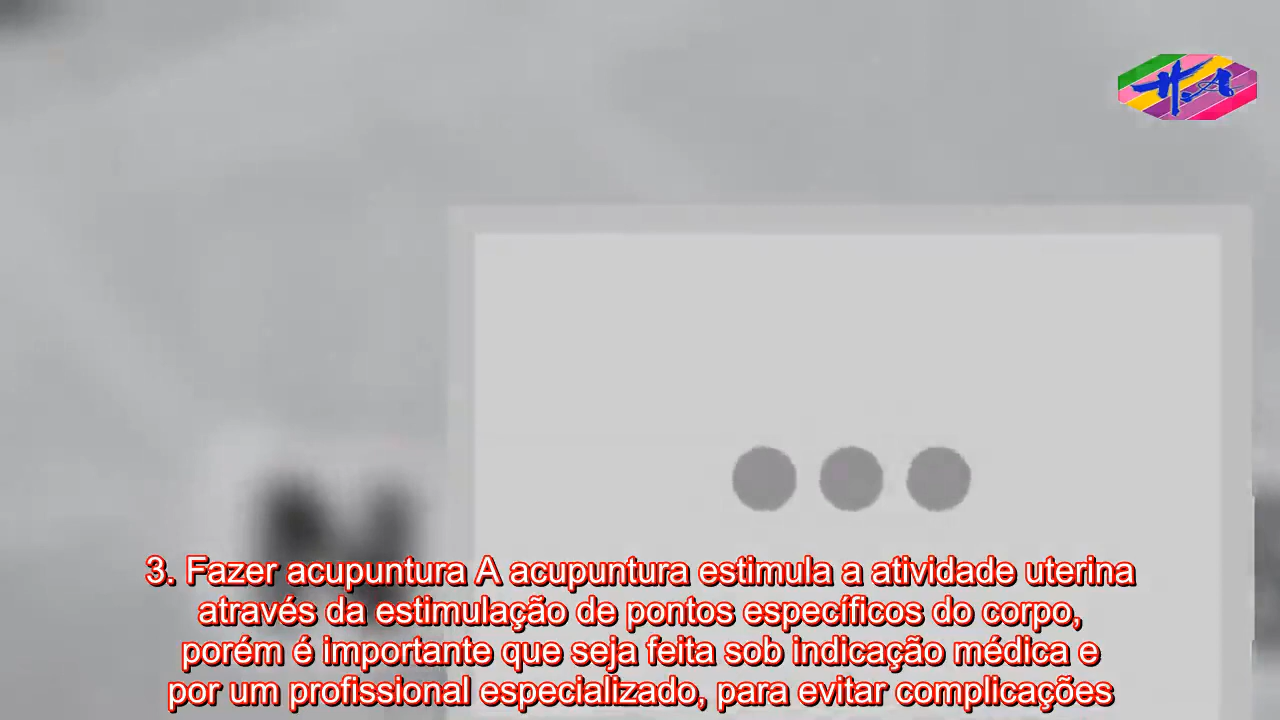 H.A
3. Fazer acupuntura A acupuntura estimula a atividade uterina
através da estimulação de pontos específicos do corpo,
porém é importante que seja feita sob indicação médica e
por um profissional especializado, para evitar complicações